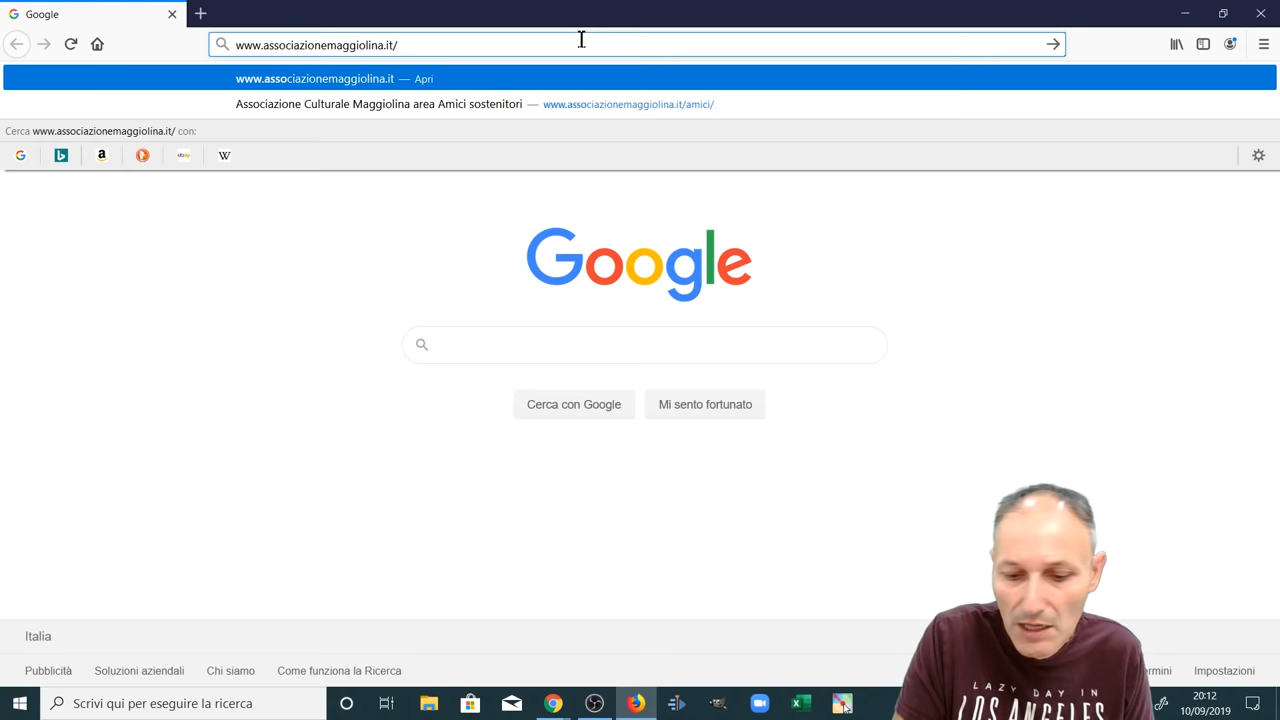 Google
www.associazionemaggiolina.it/
www.associazionemaggiolina.it — Apri
Associazione Culturale Maggiolina area Amici sostenitori — www.associazionemaggiolina.it/amici/
Cerca www.associazionemaggiolina.it/ con:
G b a ebay W
Google
Cerca con Google
Mi sento fortunato
Italia
Pubblicità Soluzioni aziendali Chi siamo Come funziona la Ricerca Impostazioni
LAZY DAY IN
LOS ANGELES
Scrivi qui per eseguire la ricerca
20:12
10/09/2019